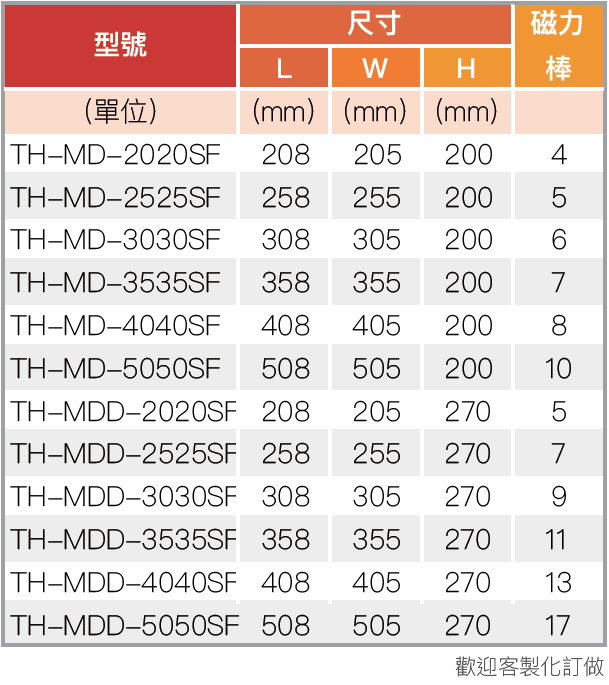 型號 尺寸 磁力棒
L W H
(單位) (mm) (mm) (mm)
TH-MD-2020SF 208 205 200 4
TH-MD-2525SF 258 255 200 5
TH-MD-3030SF 308 305 200 6
TH-MD-3535SF 358 355 200 7
TH-MD-4040SF 408 405 200 8
TH-MD-5050SF 508 505 200 10
TH-MDD-2020SF 208 205 270 5
TH-MDD-2525SF 258 255 270 7
TH-MDD-3030SF 308 305 270 9
TH-MDD-3535SF 358 355 270 11
TH-MDD-4040SF 408 405 270 13
TH-MDD-5050SF 508 505 270 17
歡迎客製化訂做